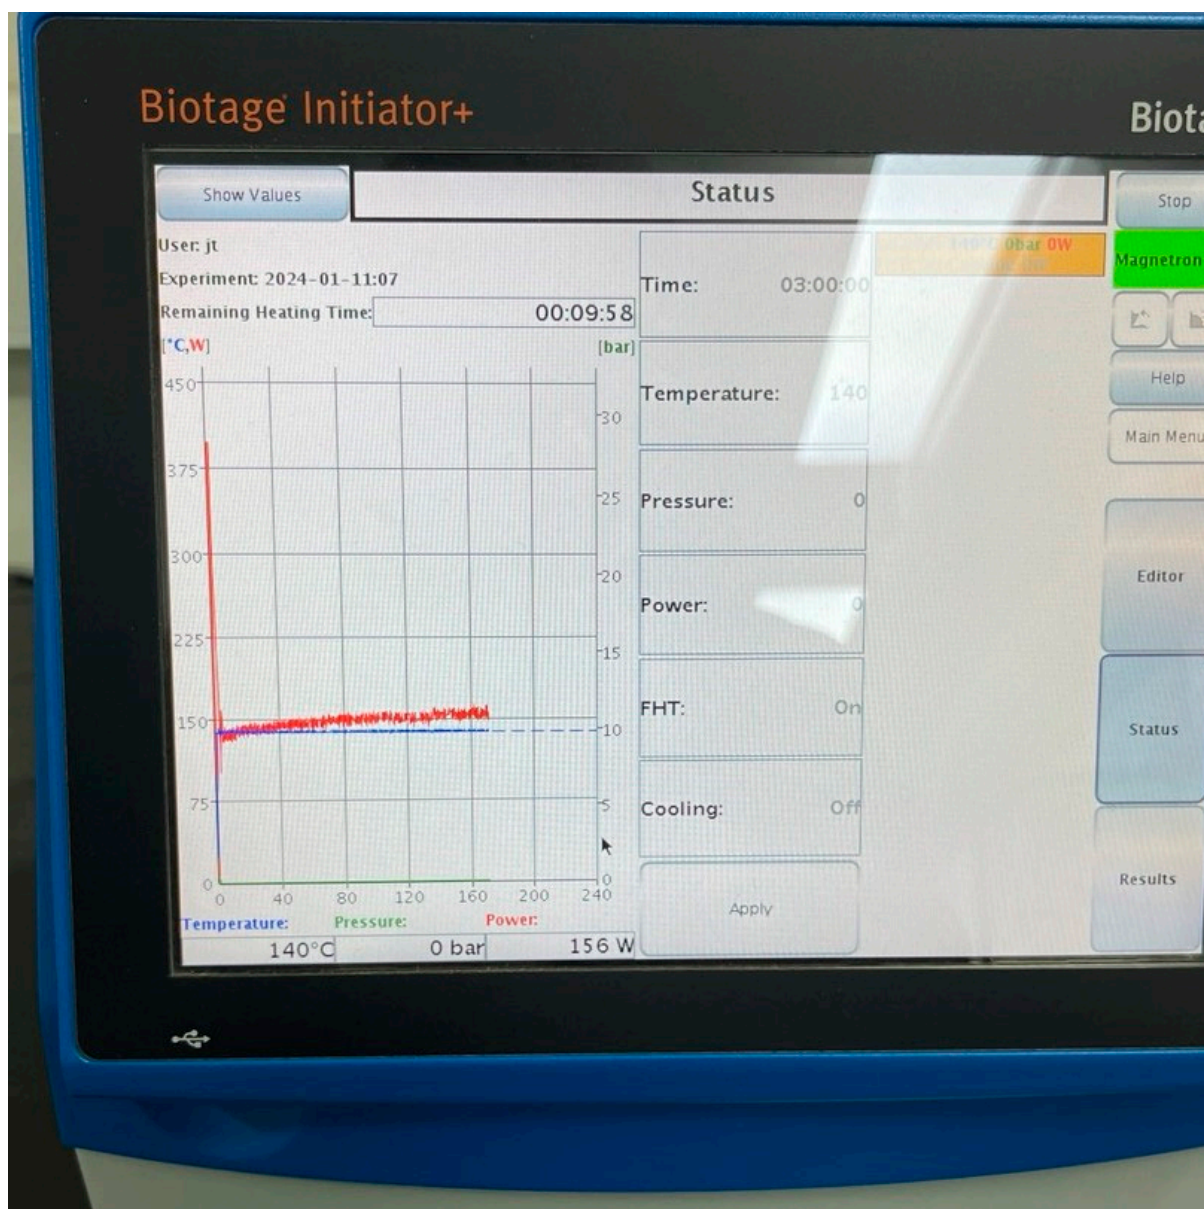 Biotage Initiator+
Biota
Show Values
Status
Stop
User: jt
Experiment: 2024-01-11:07
Remaining Heating Time: 00:09:58
[°C,W] [bar]
450
375
300
225
150
75
0
30
25
20
15
10
5
0
0 40 80 120 160 200 240
Temperature: Pressure: Power:
140°C 0 bar 156 W
Time: 03:00:00
Temperature: 140
Pressure: 0
Power: 0
FHT: On
Cooling: Off
Apply
140°C 0bar 0W
Magnetron
Help
Main Menu
Editor
Status
Results